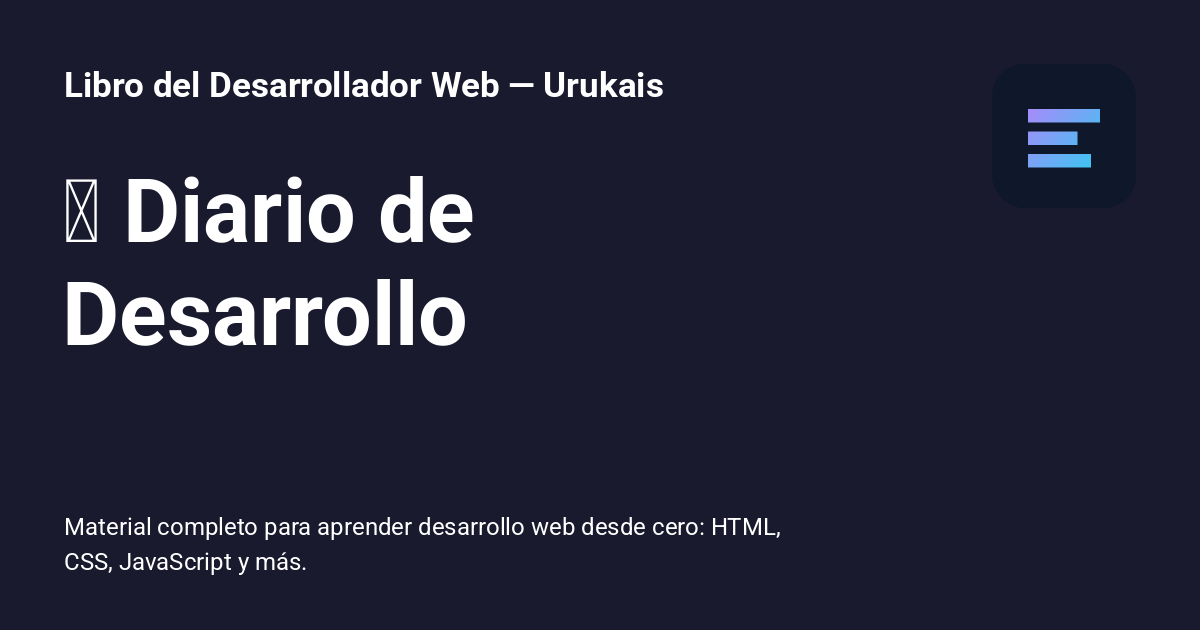 Libro del Desarrollador Web — Urukais
Diario de
Desarrollo
Material completo para aprender desarrollo web desde cero: HTML,
CSS, JavaScript y más.